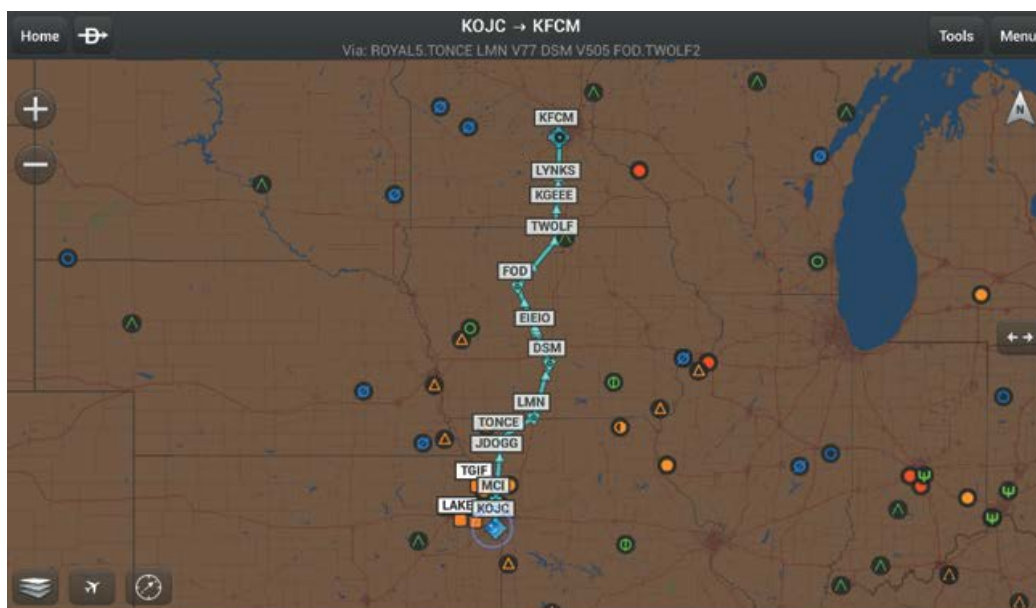 Home
D
KOJC → KFCM
Via: ROYAL5.TONCE LMN V77 DSM V505 FOD.TWOLF2
Tools
Menu
N
KFCM
LYNKS
KGEEE
TWOLF
FOD
EIEIO
DSM
LMN
TONCE
JDOGG
TGIF
MCI
LAKE
KOJC